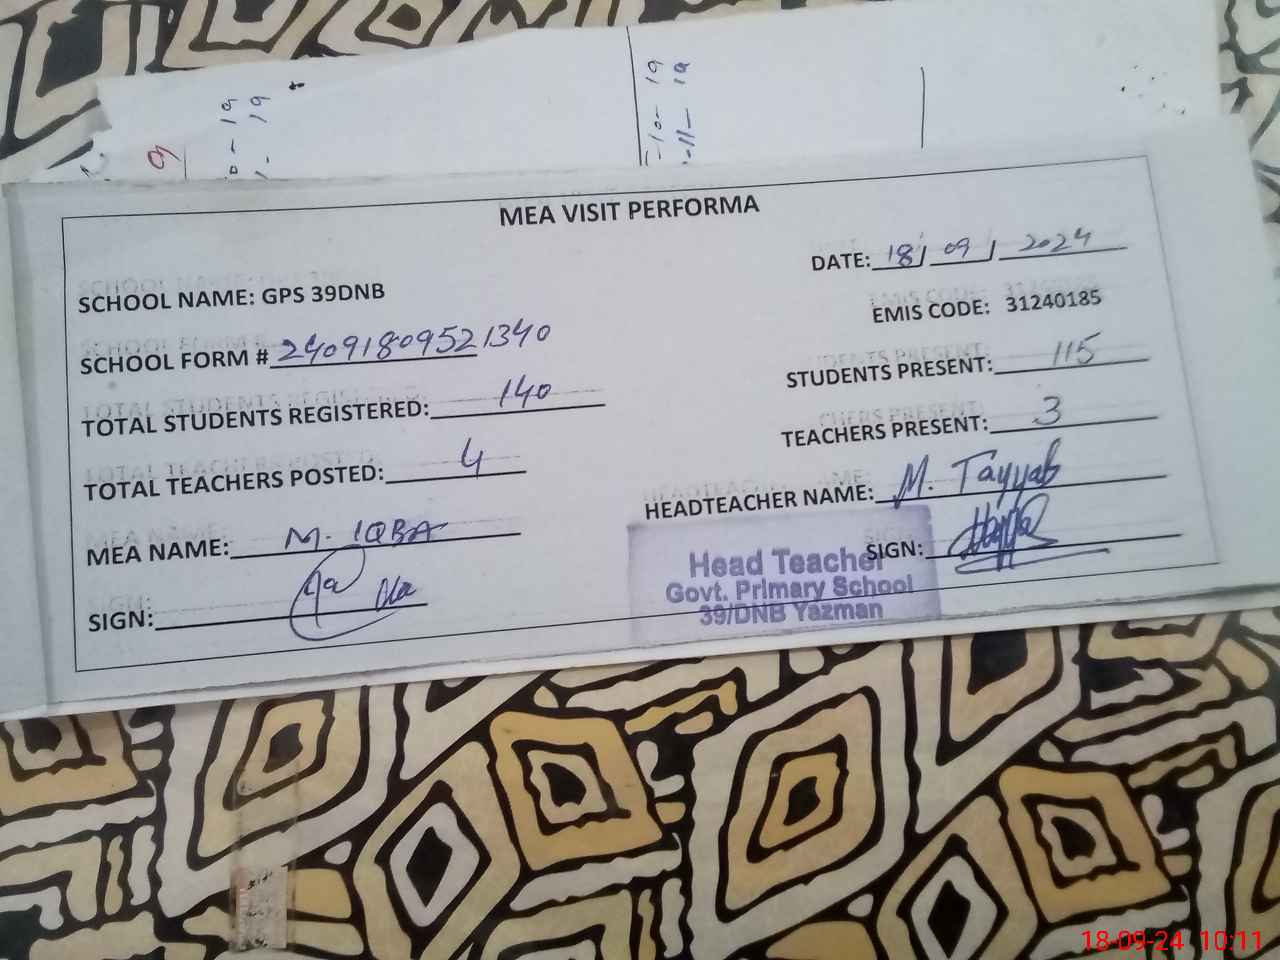 MEA VISIT PERFORMA
DATE: 18/09/2024
SCHOOL NAME: GPS 39DNB
EMIS CODE: 31240185
SCHOOL FORM # 24091809521340
STUDENTS PRESENT: 115
TOTAL STUDENTS REGISTERED: 140
TEACHERS PRESENT: 3
TOTAL TEACHERS POSTED: 4
HEADTEACHER NAME: M. Tayyab
MEA NAME: M. IQBA
SIGN:
Head Teacher
Govt. Primary School
39/DNB Yazman
SIGN:
18-09-24 10:11